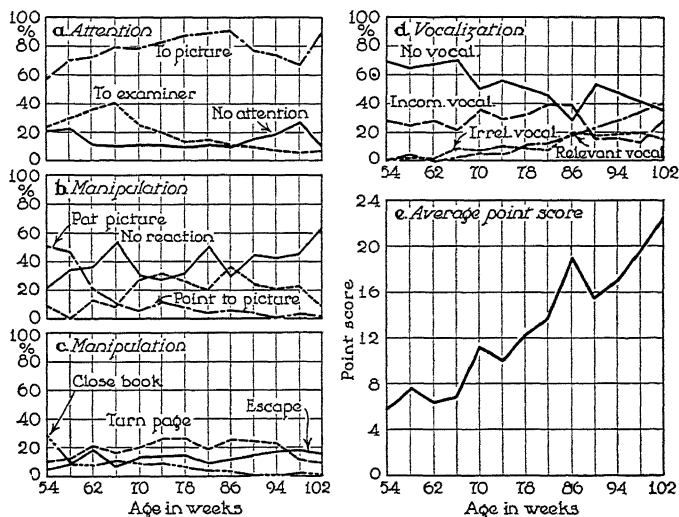 100
%
80
60
40
20
0
a. Attention
To picture
To examiner
No attention
100
%
80
60
40
20
0
b. Manipulation
Pat picture
No reaction
Point to picture
100
%
80
60
40
20
0
c. Manipulation
Close book
Turn page
Escape
54 62 70 78 86 94 102
Age in weeks
100
%
80
60
40
20
0
d. Vocalization
No vocal.
Incom. vocal.
Irrel. vocal.
Relevant vocal.
54 62 70 78 86 94 102
24
20
16
12
8
4
0
Point score
e. Average point score
54 62 70 78 86 94 102
Age in weeks